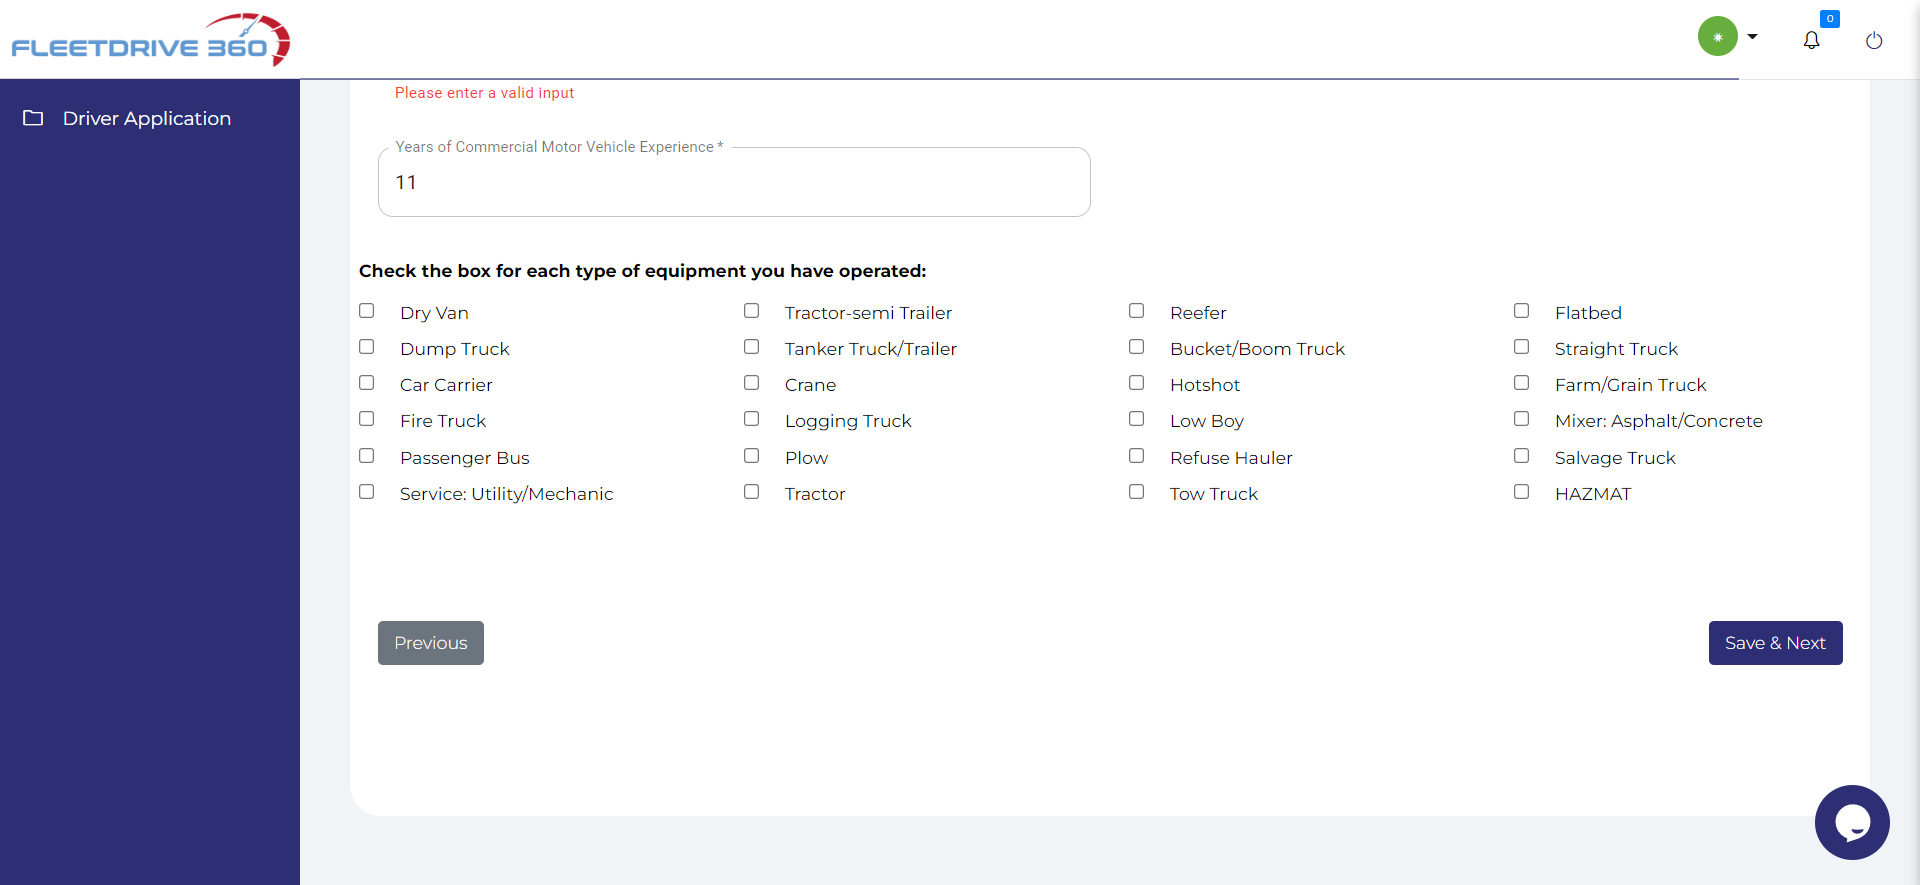 FLEETDRIVE 360
0
Driver Application
Please enter a valid input
Years of Commercial Motor Vehicle Experience *
11
Check the box for each type of equipment you have operated:
Dry Van
Tractor-semi Trailer
Reefer
Flatbed
Dump Truck
Tanker Truck/Trailer
Bucket/Boom Truck
Straight Truck
Car Carrier
Crane
Hotshot
Farm/Grain Truck
Fire Truck
Logging Truck
Low Boy
Mixer: Asphalt/Concrete
Passenger Bus
Plow
Refuse Hauler
Salvage Truck
Service: Utility/Mechanic
Tractor
Tow Truck
HAZMAT
Previous
Save & Next